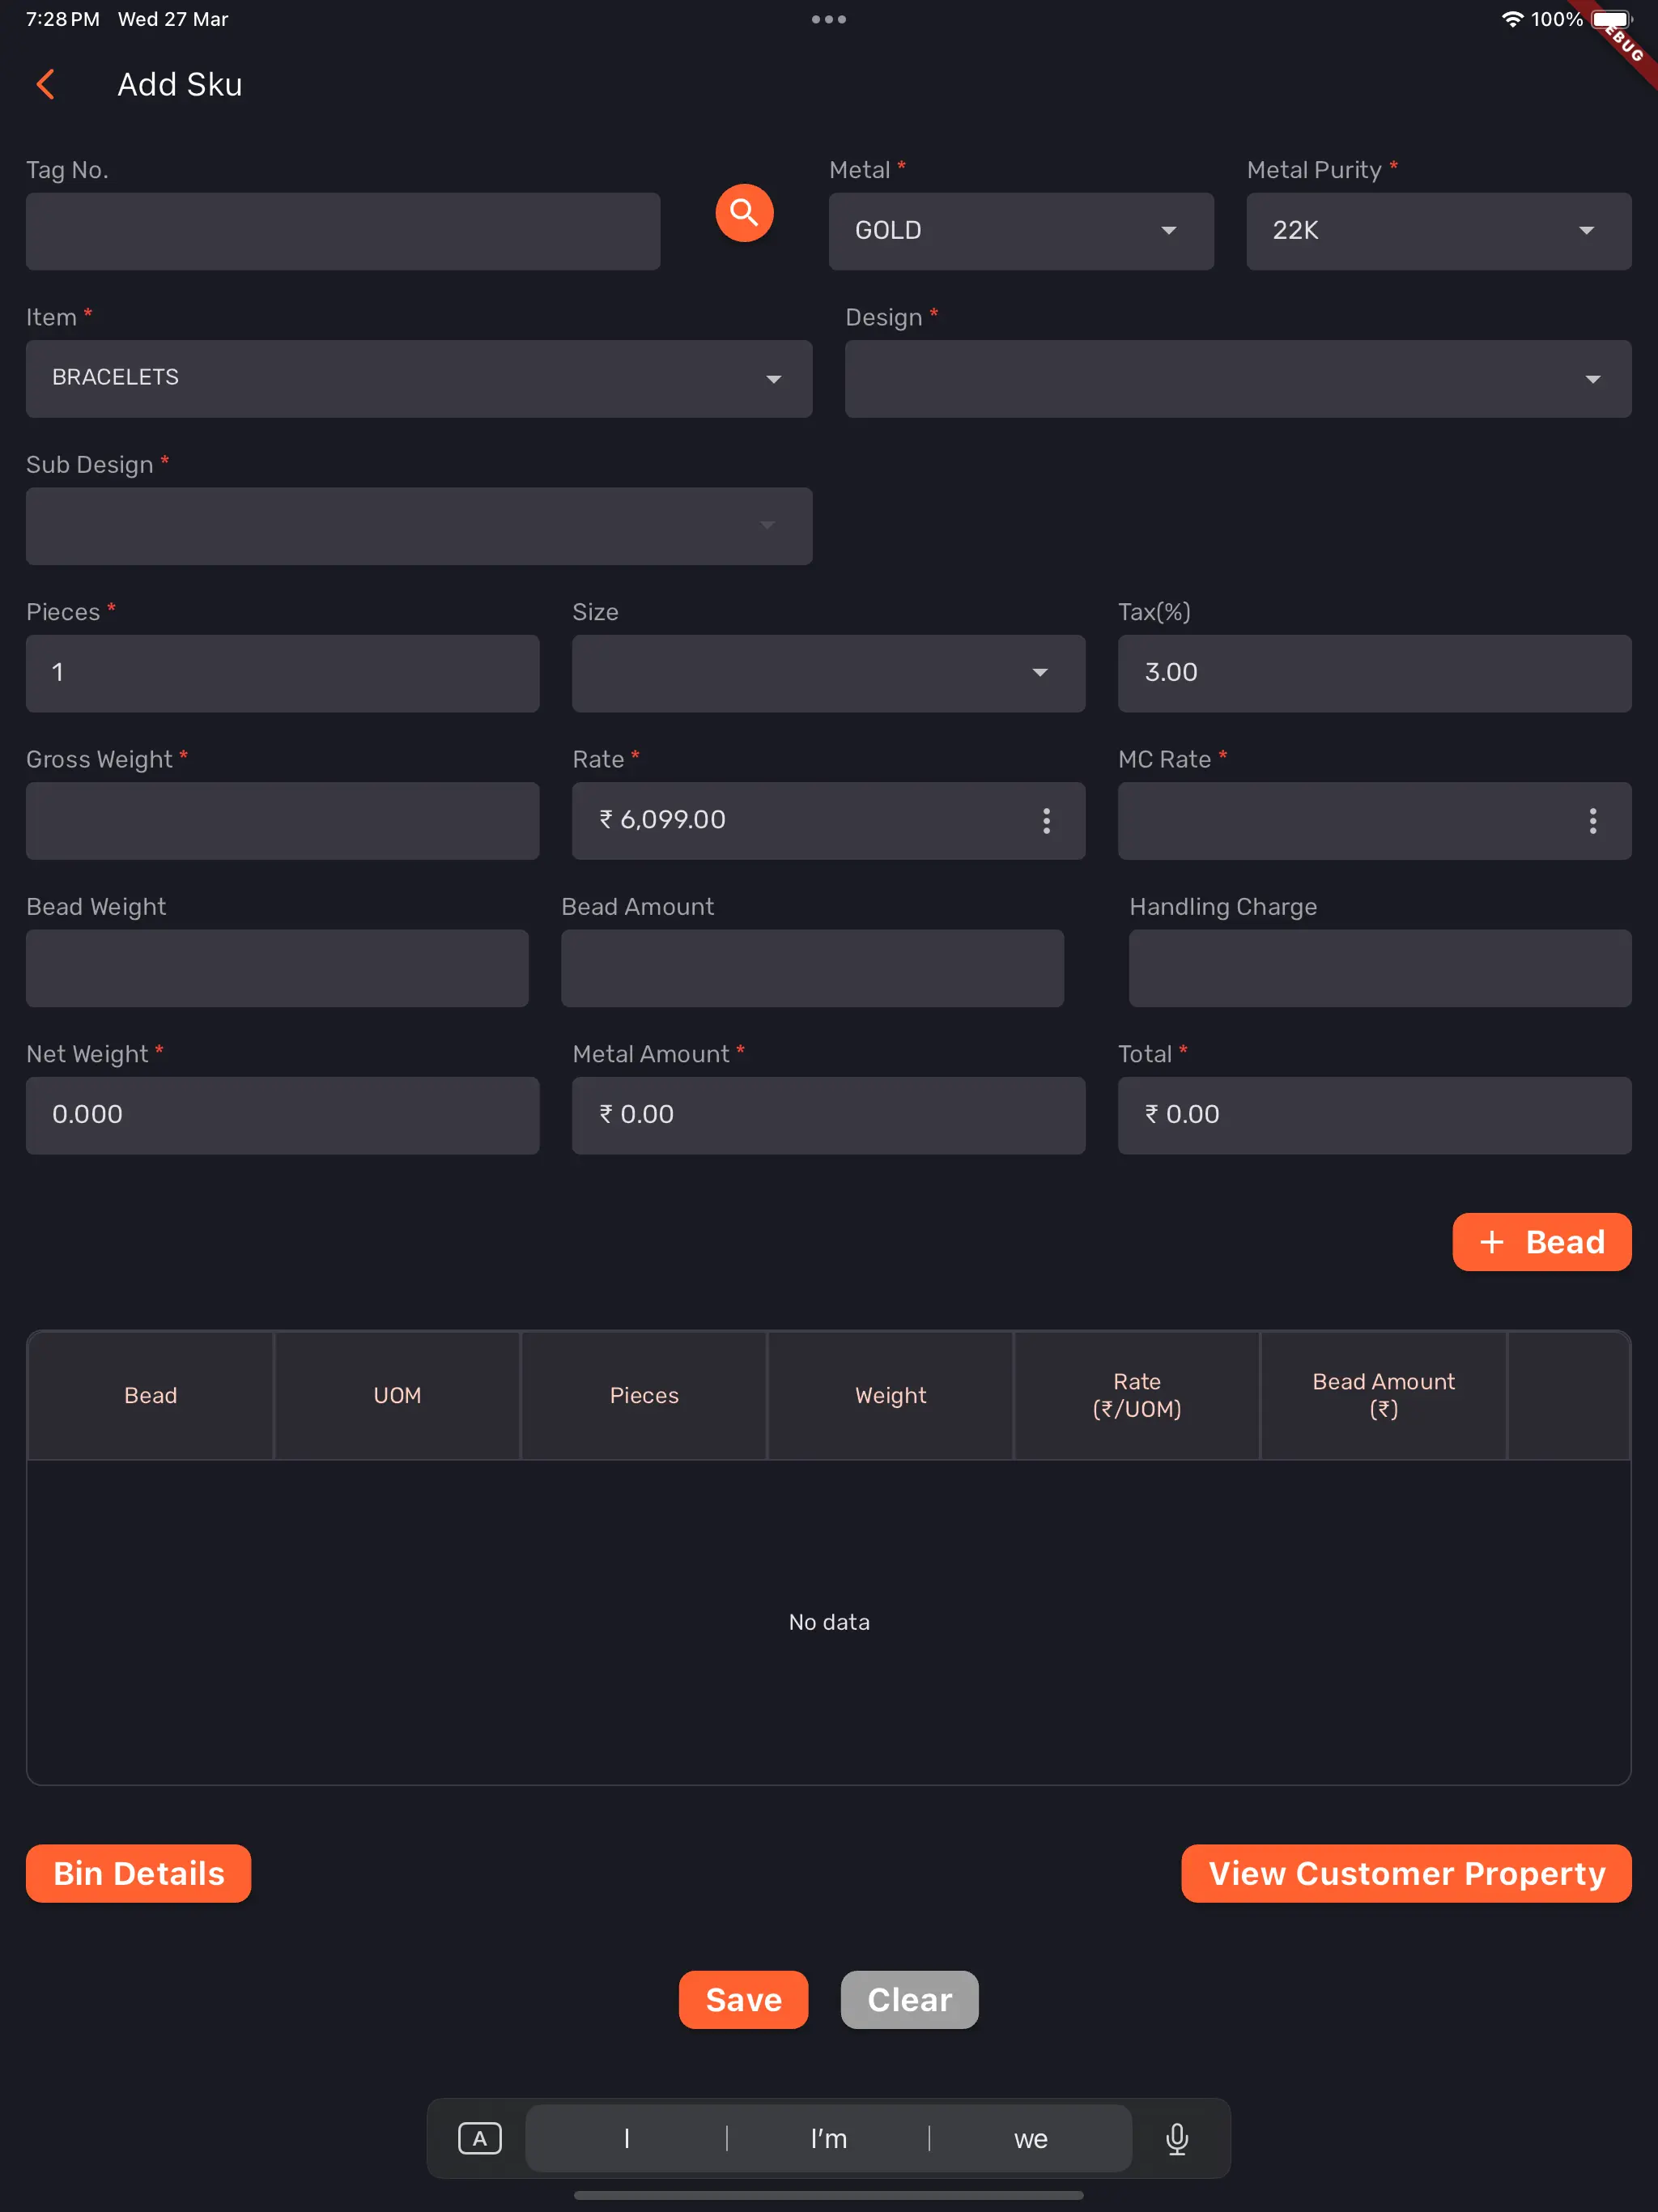 7:28 PM Wed 27 Mar
100%
EBUG
Add Sku
Tag No.
Metal *
Metal Purity *
GOLD
22K
Item *
Design *
BRACELETS
Sub Design *
Pieces *
Size
Tax(%)
1
3.00
Gross Weight *
Rate *
MC Rate *
₹ 6,099.00
Bead Weight
Bead Amount
Handling Charge
Net Weight *
Metal Amount *
Total *
0.000
₹ 0.00
₹ 0.00
+ Bead
Bead
UOM
Pieces
Weight
Rate
(₹/UOM)
Bead Amount
(₹)
No data
Bin Details
View Customer Property
Save
Clear
A
I
I'm
we